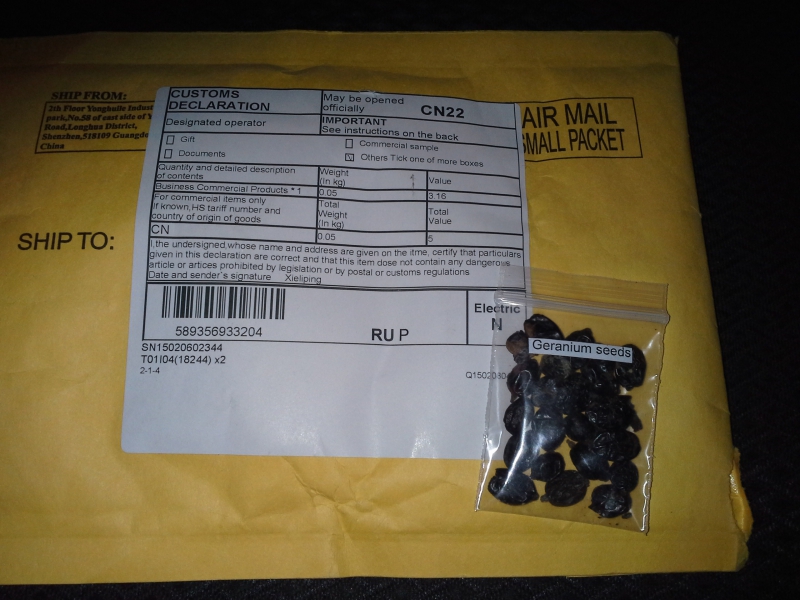 SHIP FROM:
2th Floor Yonghuile Indust
park,No.58 of east side of Y
Road,Longhua District,
Shenzhen,518109 Guangdo
China
SHIP TO:
AIR MAIL
SMALL PACKET
CUSTOMS
DECLARATION
May be opened
officially
CN22
Designated operator
IMPORTANT
See instructions on the back
Gift
Commercial sample
Documents
Others Tick one of more boxes
Quantity and detailed description
of contents
Weight
(In kg)
Value
Business Commercial Products * 1
0.05
3.16
For commercial items only
If known,HS tariff number and
country of origin of goods
Total
Weight
(In kg)
Total
Value
CN
0.05
5
I,the undersigned,whose name and address are given on the itme, certify that particulars
given in this declaration are correct and that this item dose not contain any dangerous
article or artices prohibited by legislation or by postal or customs regulations
Date and sender's signature Xieliping
589356933204
RU P
Electric
N
SN15020602344
T01I04(18244) x2
2-1-4
Geranium seeds